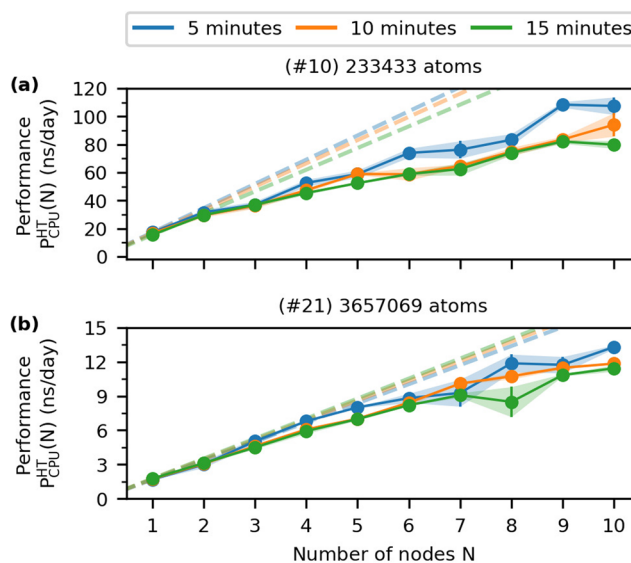 5 minutes 10 minutes 15 minutes
(a)
(#10) 233433 atoms
Performance
P^HT_CPU(N) (ns/day)
120
100
80
60
40
20
0
(b)
(#21) 3657069 atoms
Performance
P^HT_CPU(N) (ns/day)
15
12
9
6
3
0
1 2 3 4 5 6 7 8 9 10
Number of nodes N